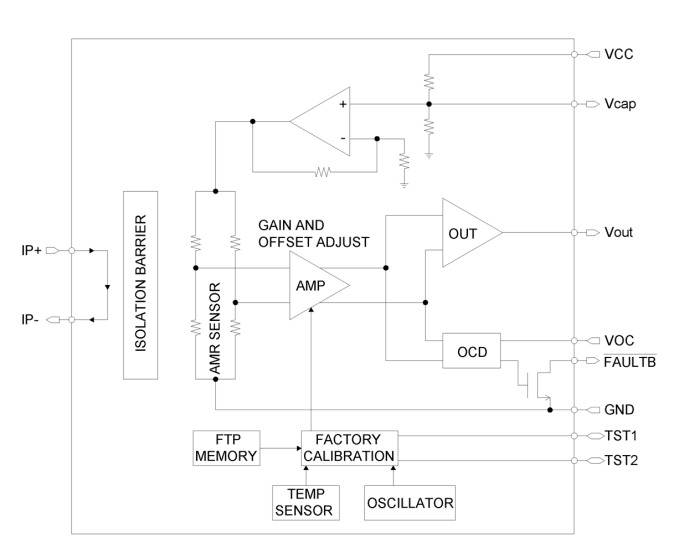 VCC
Vcap
+
-
GAIN AND
OFFSET ADJUST
OUT
Vout
IP+
IP-
ISOLATION BARRIER
AMR SENSOR
AMP
VOC
OCD
FAULTB
GND
FTP
MEMORY
FACTORY
CALIBRATION
TST1
TST2
TEMP
SENSOR
OSCILLATOR